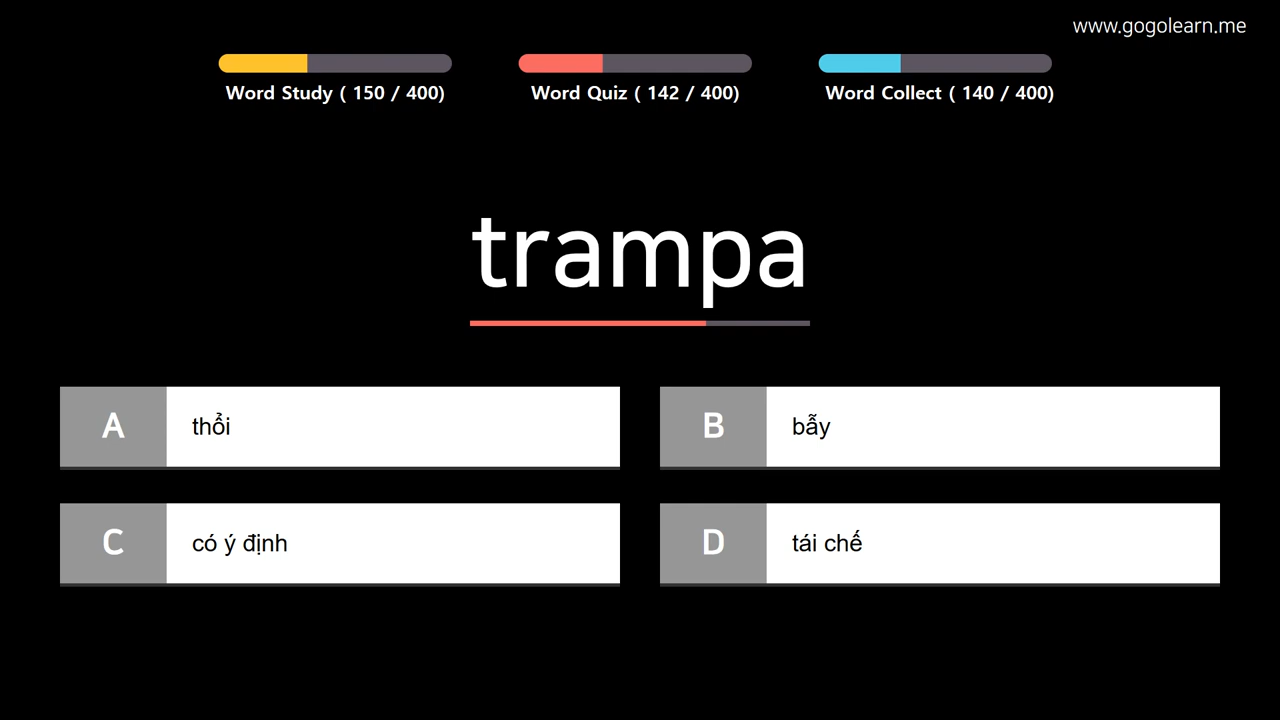 www.gogolearn.me
Word Study ( 150 / 400)
Word Quiz ( 142 / 400)
Word Collect ( 140 / 400)
trampa
A thổi
B bẫy
C có ý định
D tái chế